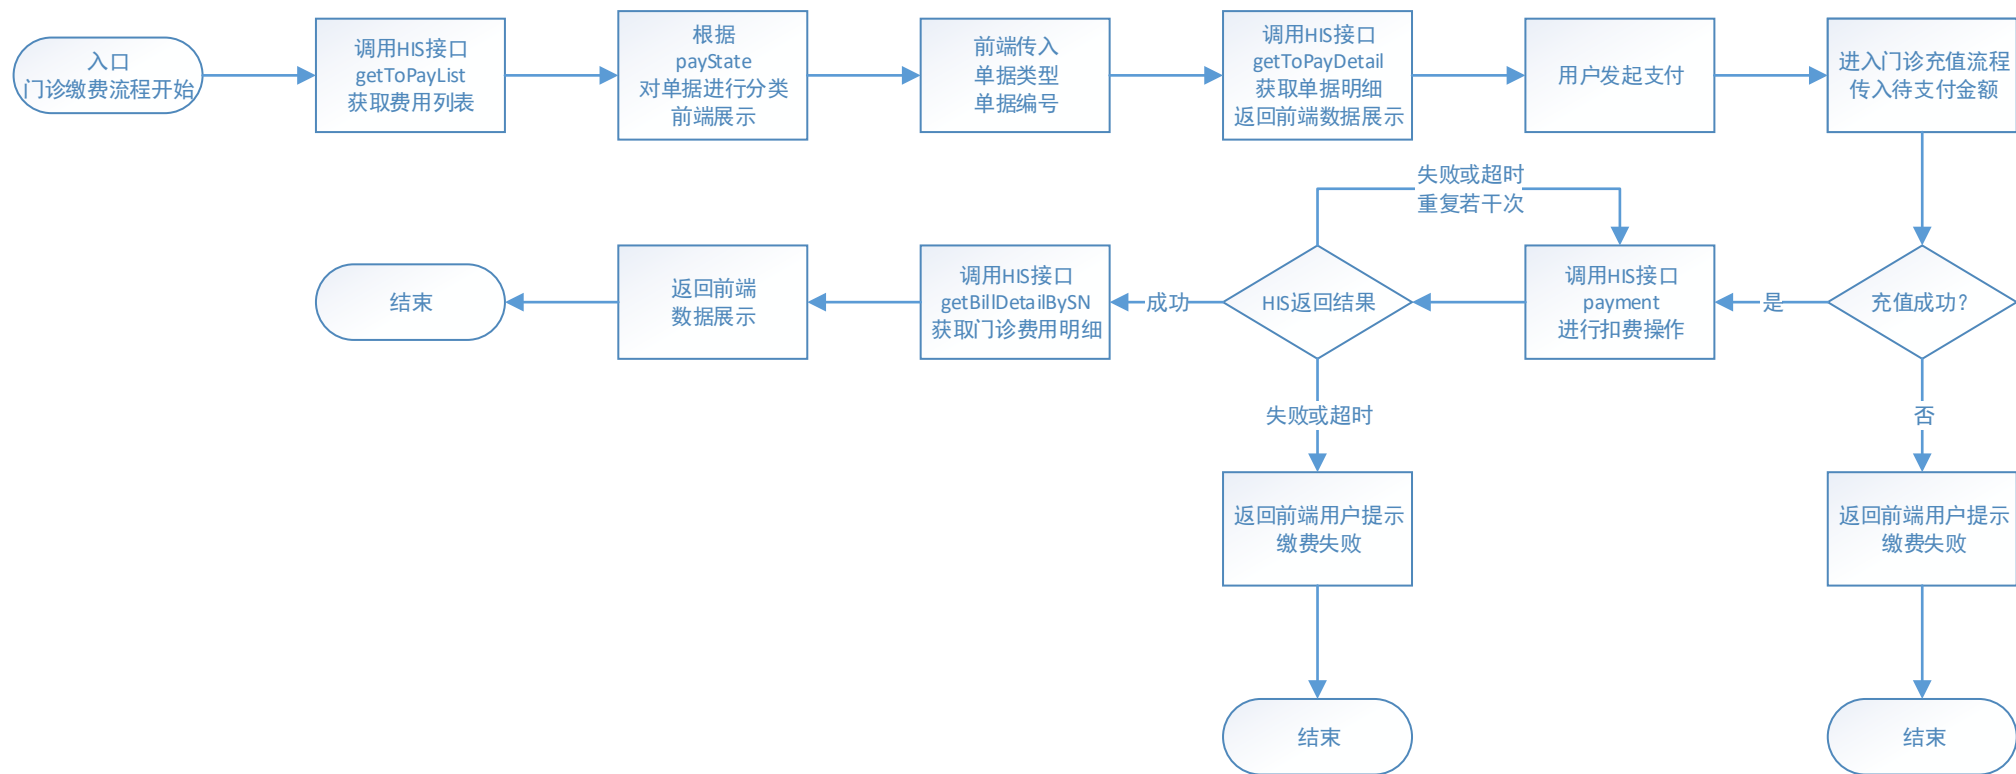 入口
门诊缴费流程开始
调用HIS接口
getToPayList
获取费用列表
根据
payState
对单据进行分类
前端展示
前端传入
单据类型
单据编号
调用HIS接口
getToPayDetail
获取单据明细
返回前端数据展示
用户发起支付
进入门诊充值流程
传入待支付金额
失败或超时
重复若干次
结束
返回前端
数据展示
调用HIS接口
getBillDetailBySN
获取门诊费用明细
成功
HIS返回结果
调用HIS接口
payment
进行扣费操作
是
充值成功？
失败或超时
否
返回前端用户提示
缴费失败
返回前端用户提示
缴费失败
结束
结束